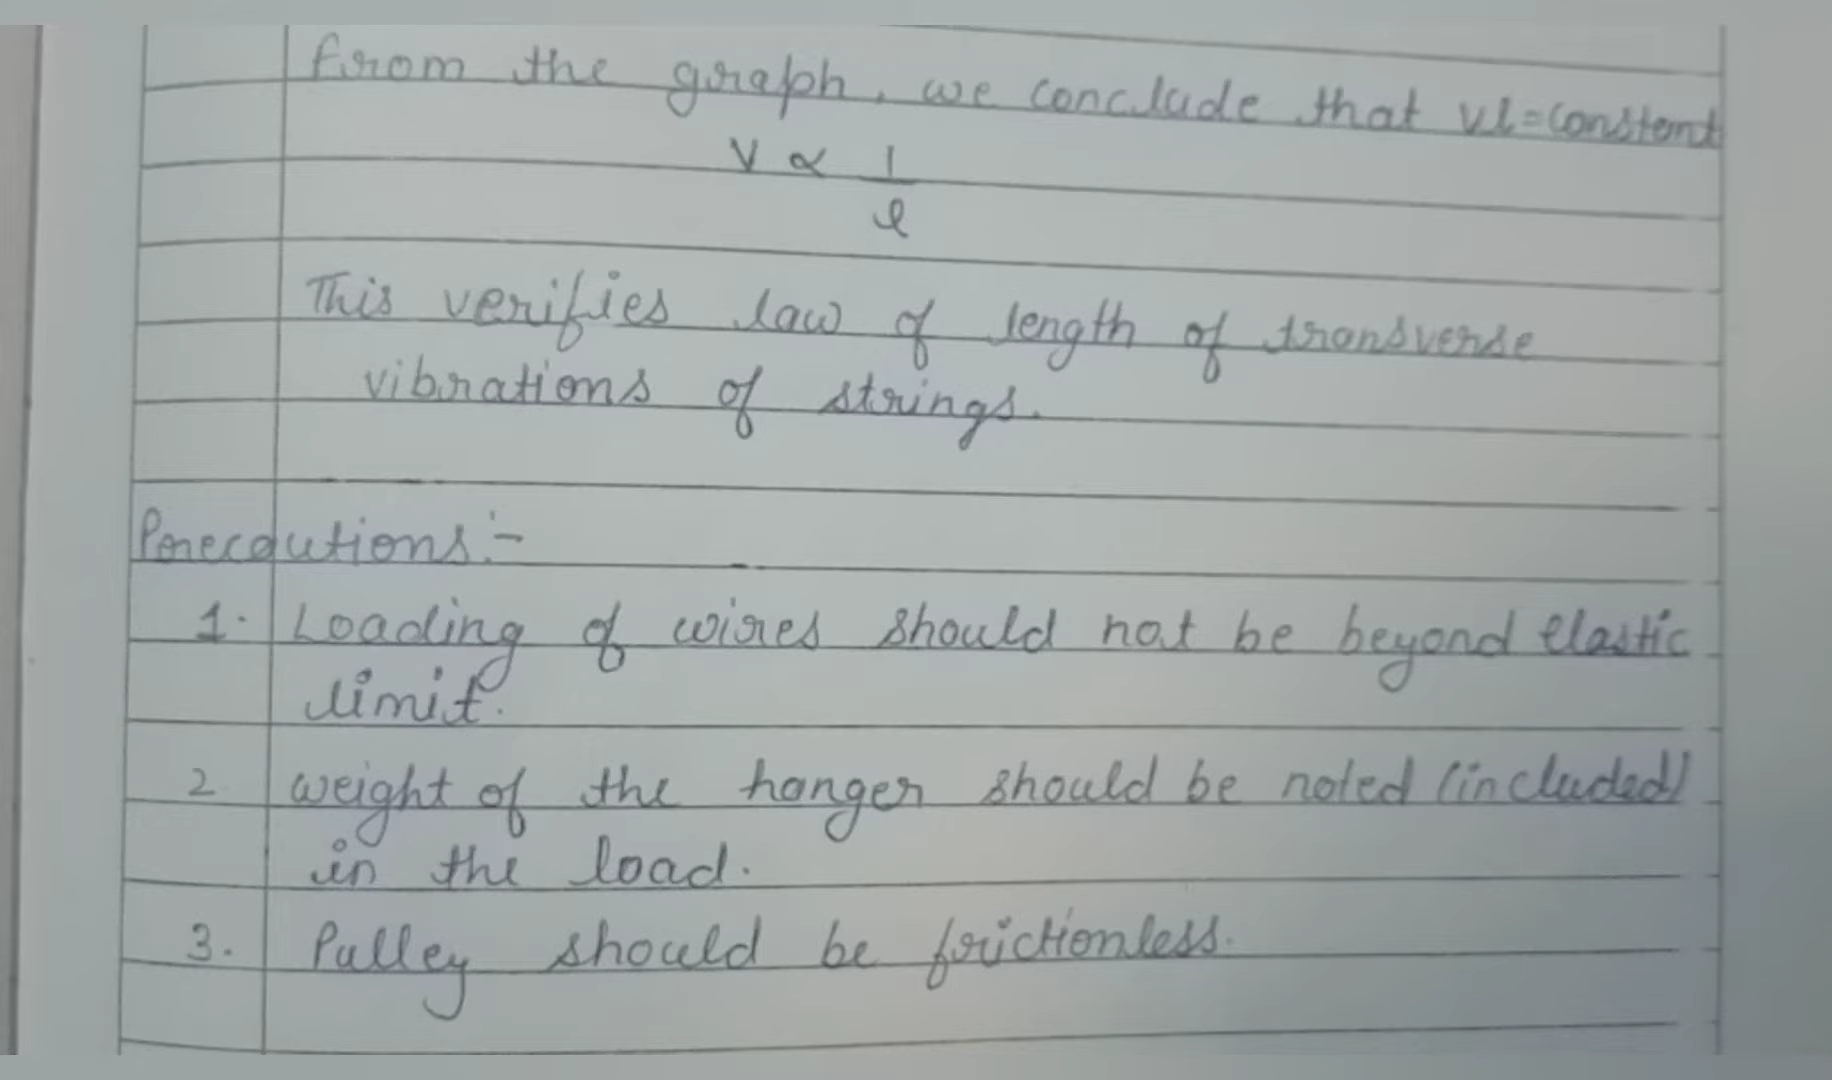 from the graph, we conclude that vl=constant
v ∝ 1
l
This verifies law of length of transverse
vibrations of strings.
Precautions:-
1. Loading of wires should not be beyond elastic
limit.
2 weight of the hanger should be noted (included)
in the load.
3. Pulley should be frictionless.